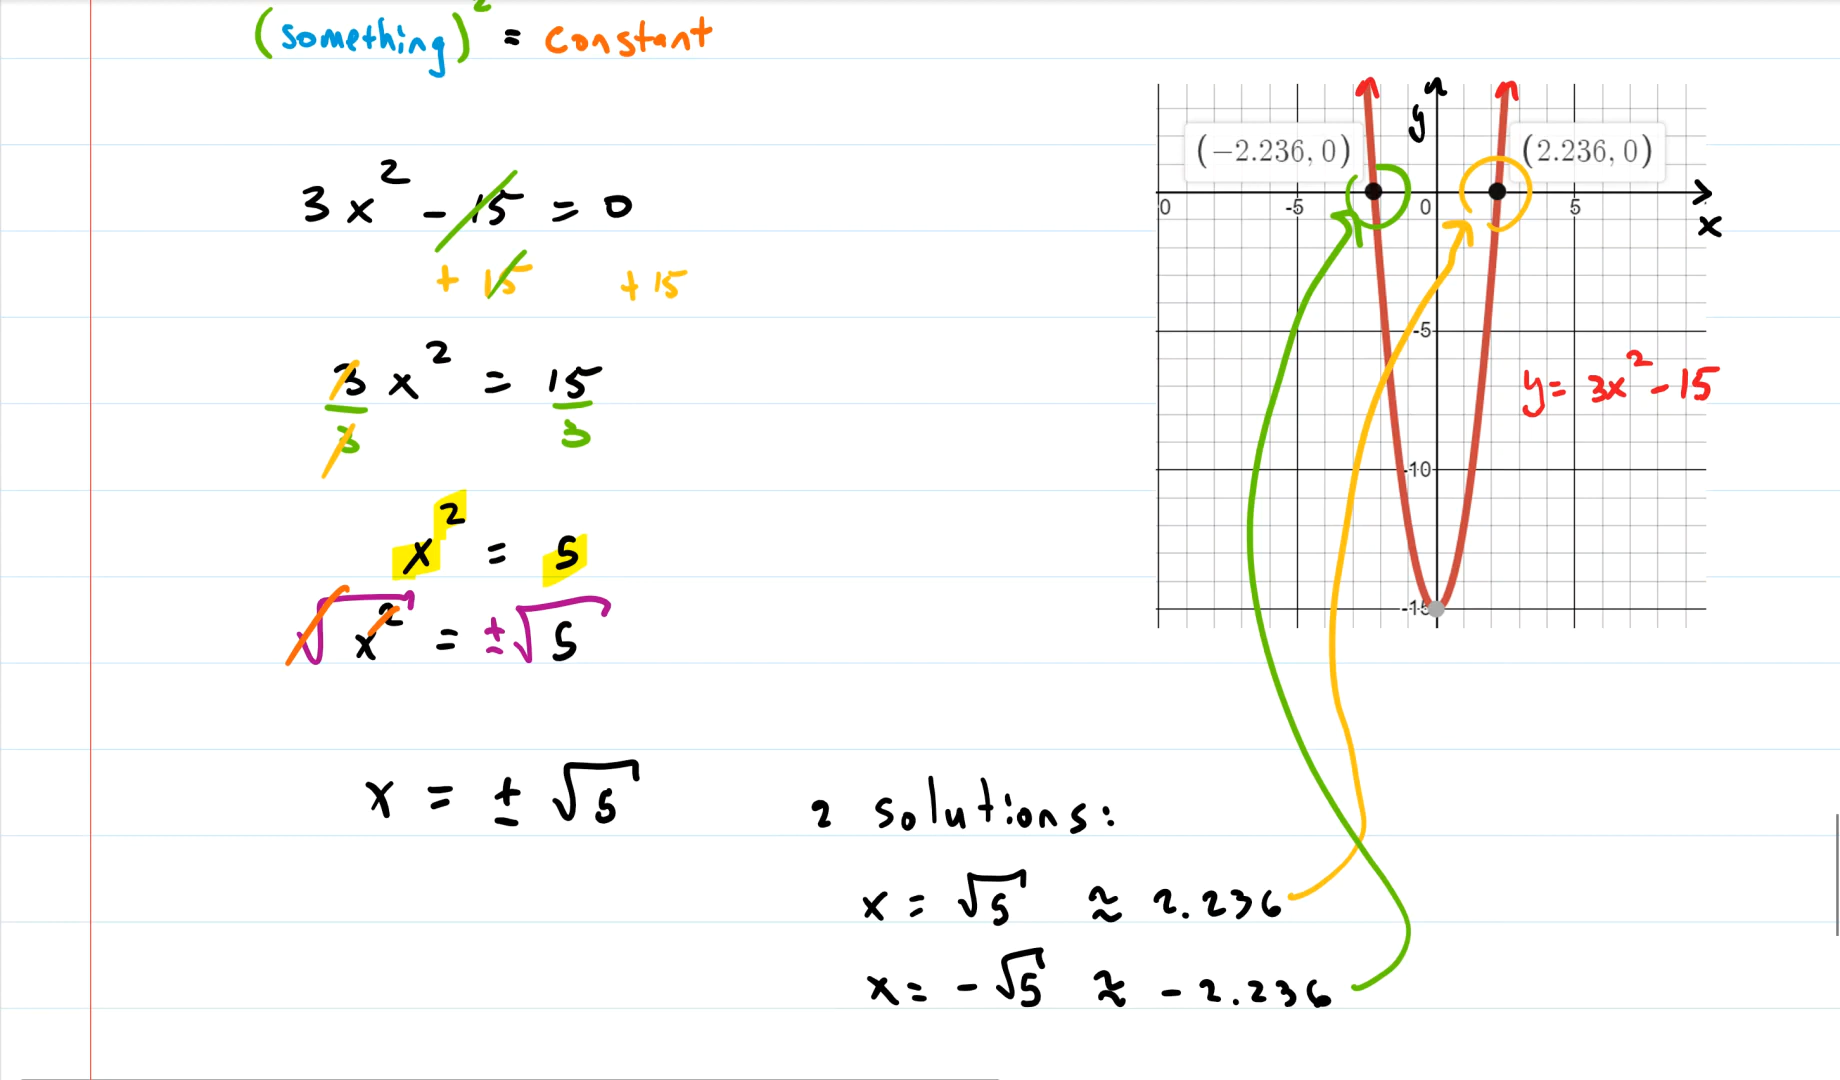 (something)² = constant
3x² - 15 = 0
+ 15 + 15
3x² = 15
3 3
x² = 5
√x² = ±√5
x = ± √5
2 solutions:
x = √5 ≈ 2.236
x = -√5 ≈ -2.236
y
(−2.236, 0) (2.236, 0)
0 -5 0 5
x
-5
y = 3x² - 15
-10
-15